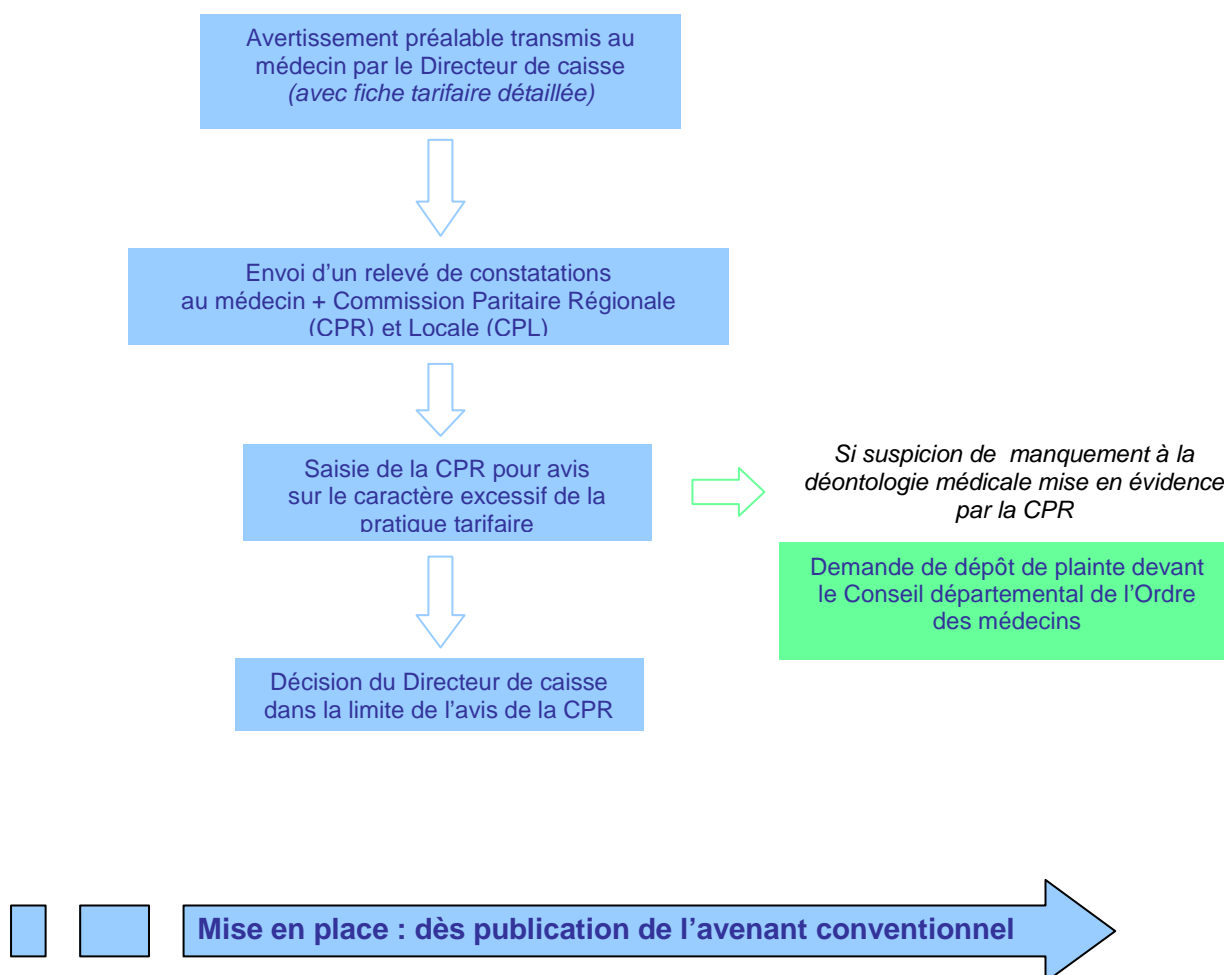 Avertissement préalable transmis au
médecin par le Directeur de caisse
(avec fiche tarifaire détaillée)
Envoi d’un relevé de constatations
au médecin + Commission Paritaire Régionale
(CPR) et Locale (CPL)
Saisie de la CPR pour avis
sur le caractère excessif de la
pratique tarifaire
Si suspicion de manquement à la
déontologie médicale mise en évidence
par la CPR
Demande de dépôt de plainte devant
le Conseil départemental de l’Ordre
des médecins
Décision du Directeur de caisse
dans la limite de l’avis de la CPR
Mise en place : dès publication de l’avenant conventionnel